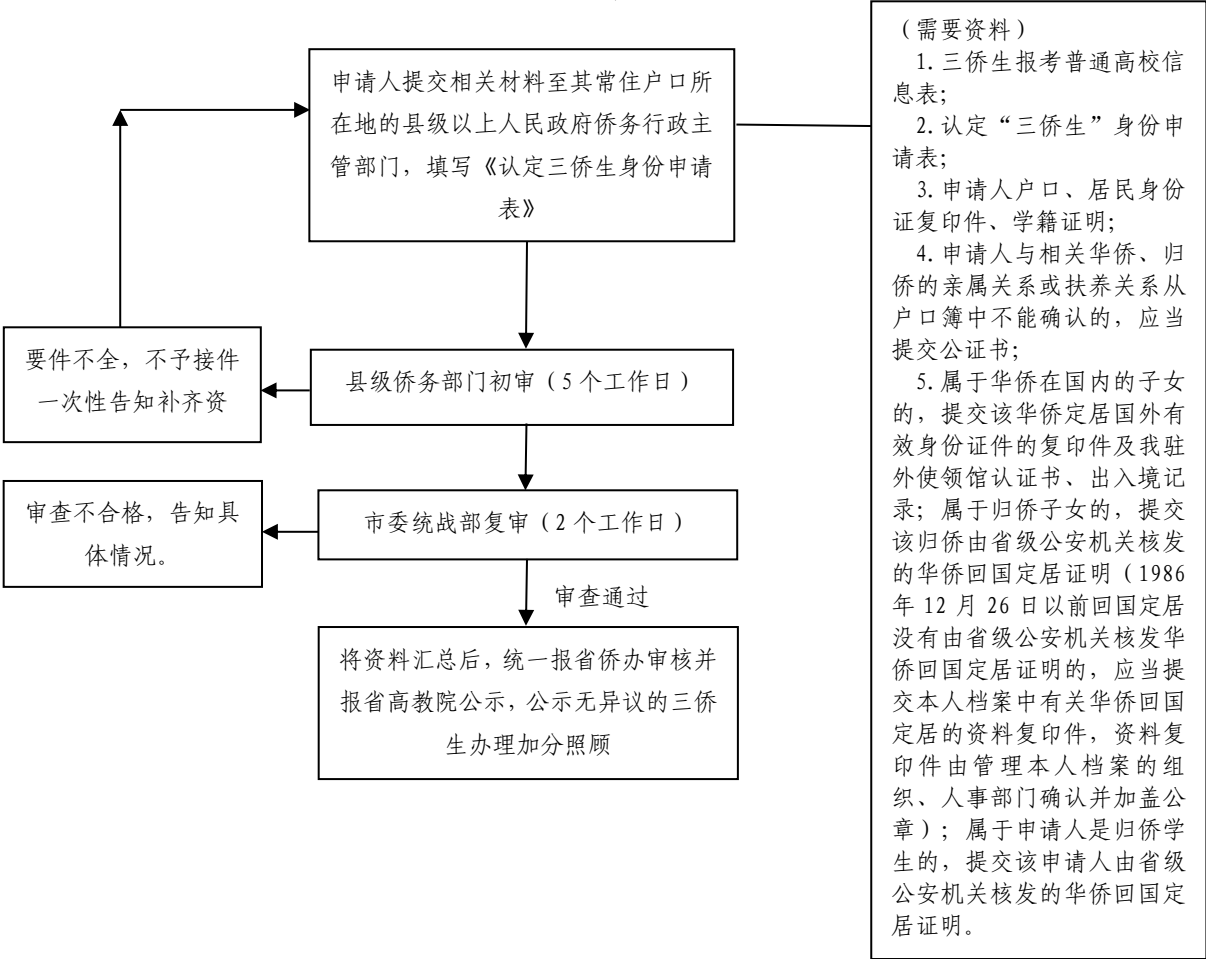 申请人提交相关材料至其常住户口所
在地的县级以上人民政府侨务行政主
管部门，填写《认定三侨生身份申请
表》
要件不全，不予接件
一次性告知补齐资
县级侨务部门初审（5 个工作日）
审查不合格，告知具
体情况。
市委统战部复审（2 个工作日）
审查通过
将资料汇总后，统一报省侨办审核并
报省高教院公示，公示无异议的三侨
生办理加分照顾
（需要资料）
1.三侨生报考普通高校信
息表；
2.认定“三侨生”身份申
请表；
3.申请人户口、居民身份
证复印件、学籍证明；
4.申请人与相关华侨、归
侨的亲属关系或扶养关系从
户口簿中不能确认的，应当
提交公证书；
5.属于华侨在国内的子女
的，提交该华侨定居国外有
效身份证件的复印件及我驻
外使领馆认证书、出入境记
录；属于归侨子女的，提交
该归侨由省级公安机关核发
的华侨回国定居证明（1986
年 12 月 26 日以前回国定居
没有由省级公安机关核发华
侨回国定居证明的，应当提
交本人档案中有关华侨回国
定居的资料复印件，资料复
印件由管理本人档案的组
织、人事部门确认并加盖公
章）；属于申请人是归侨学
生的，提交该申请人由省级
公安机关核发的华侨回国定
居证明。